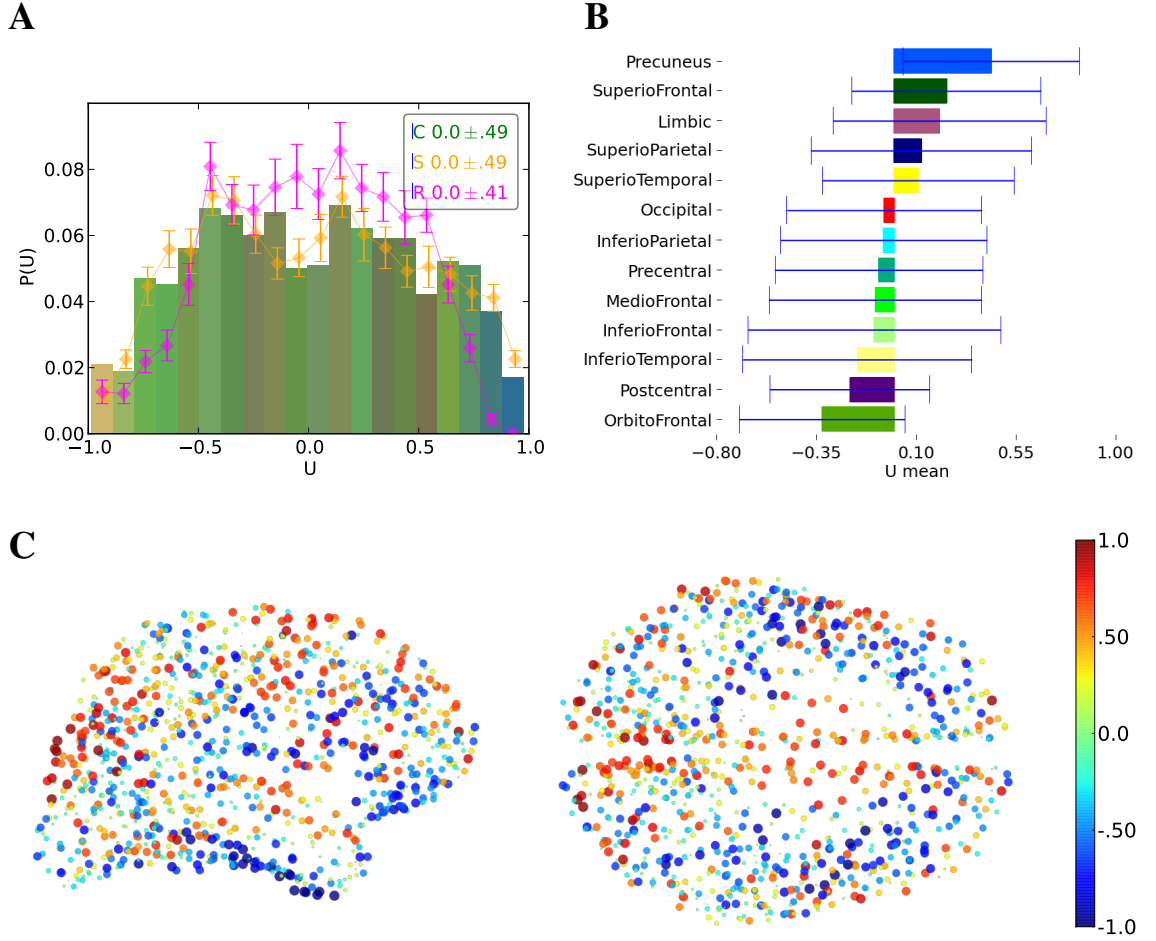 A
B
C 0.0±.49
S 0.0±.49
R 0.0±.41
0.08
0.06
0.04
0.02
0.00
P(U)
−1.0
−0.5
0.0
0.5
1.0
U
Precuneus
SuperioFrontal
Limbic
SuperioParietal
SuperioTemporal
Occipital
InferioParietal
Precentral
MedioFrontal
InferioFrontal
InferioTemporal
Postcentral
OrbitoFrontal
−0.80
−0.35
0.10
0.55
1.00
U mean
C
1.0
.50
0.0
-.50
-1.0